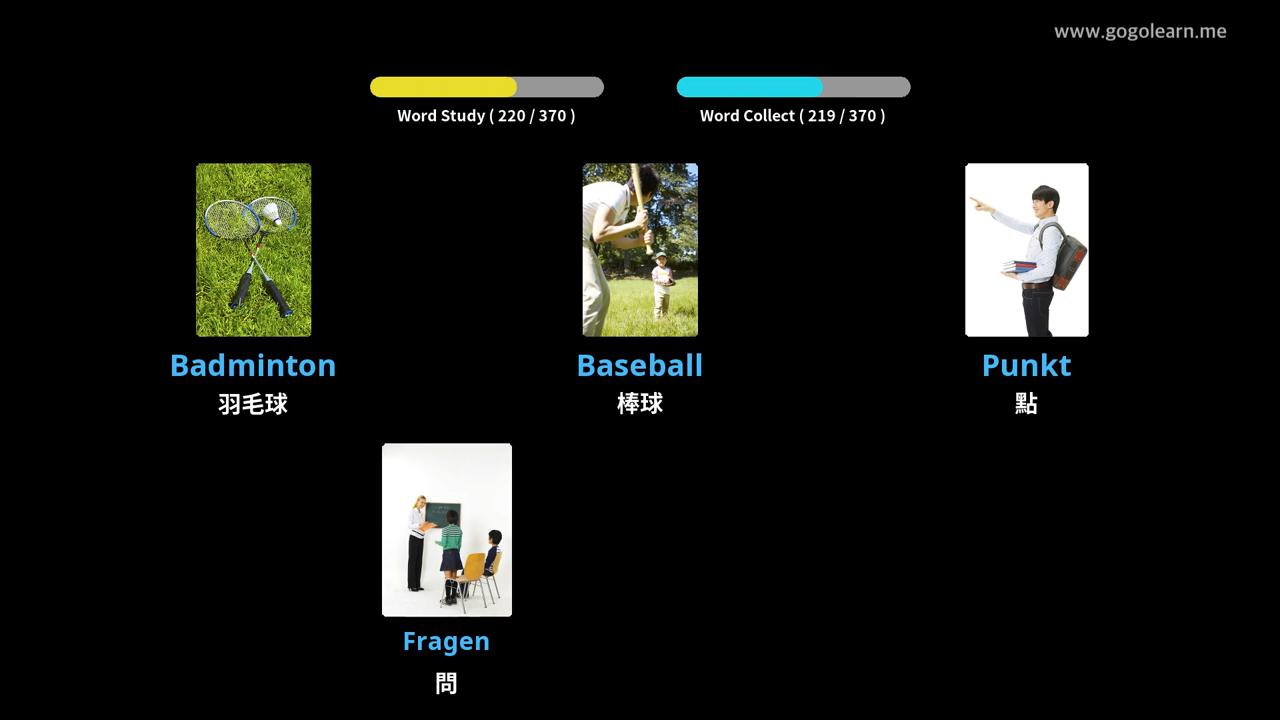 www.gogolearn.me
Word Study ( 220 / 370 )
Word Collect ( 219 / 370 )
Badminton
羽毛球
Baseball
棒球
Punkt
點
Fragen
問